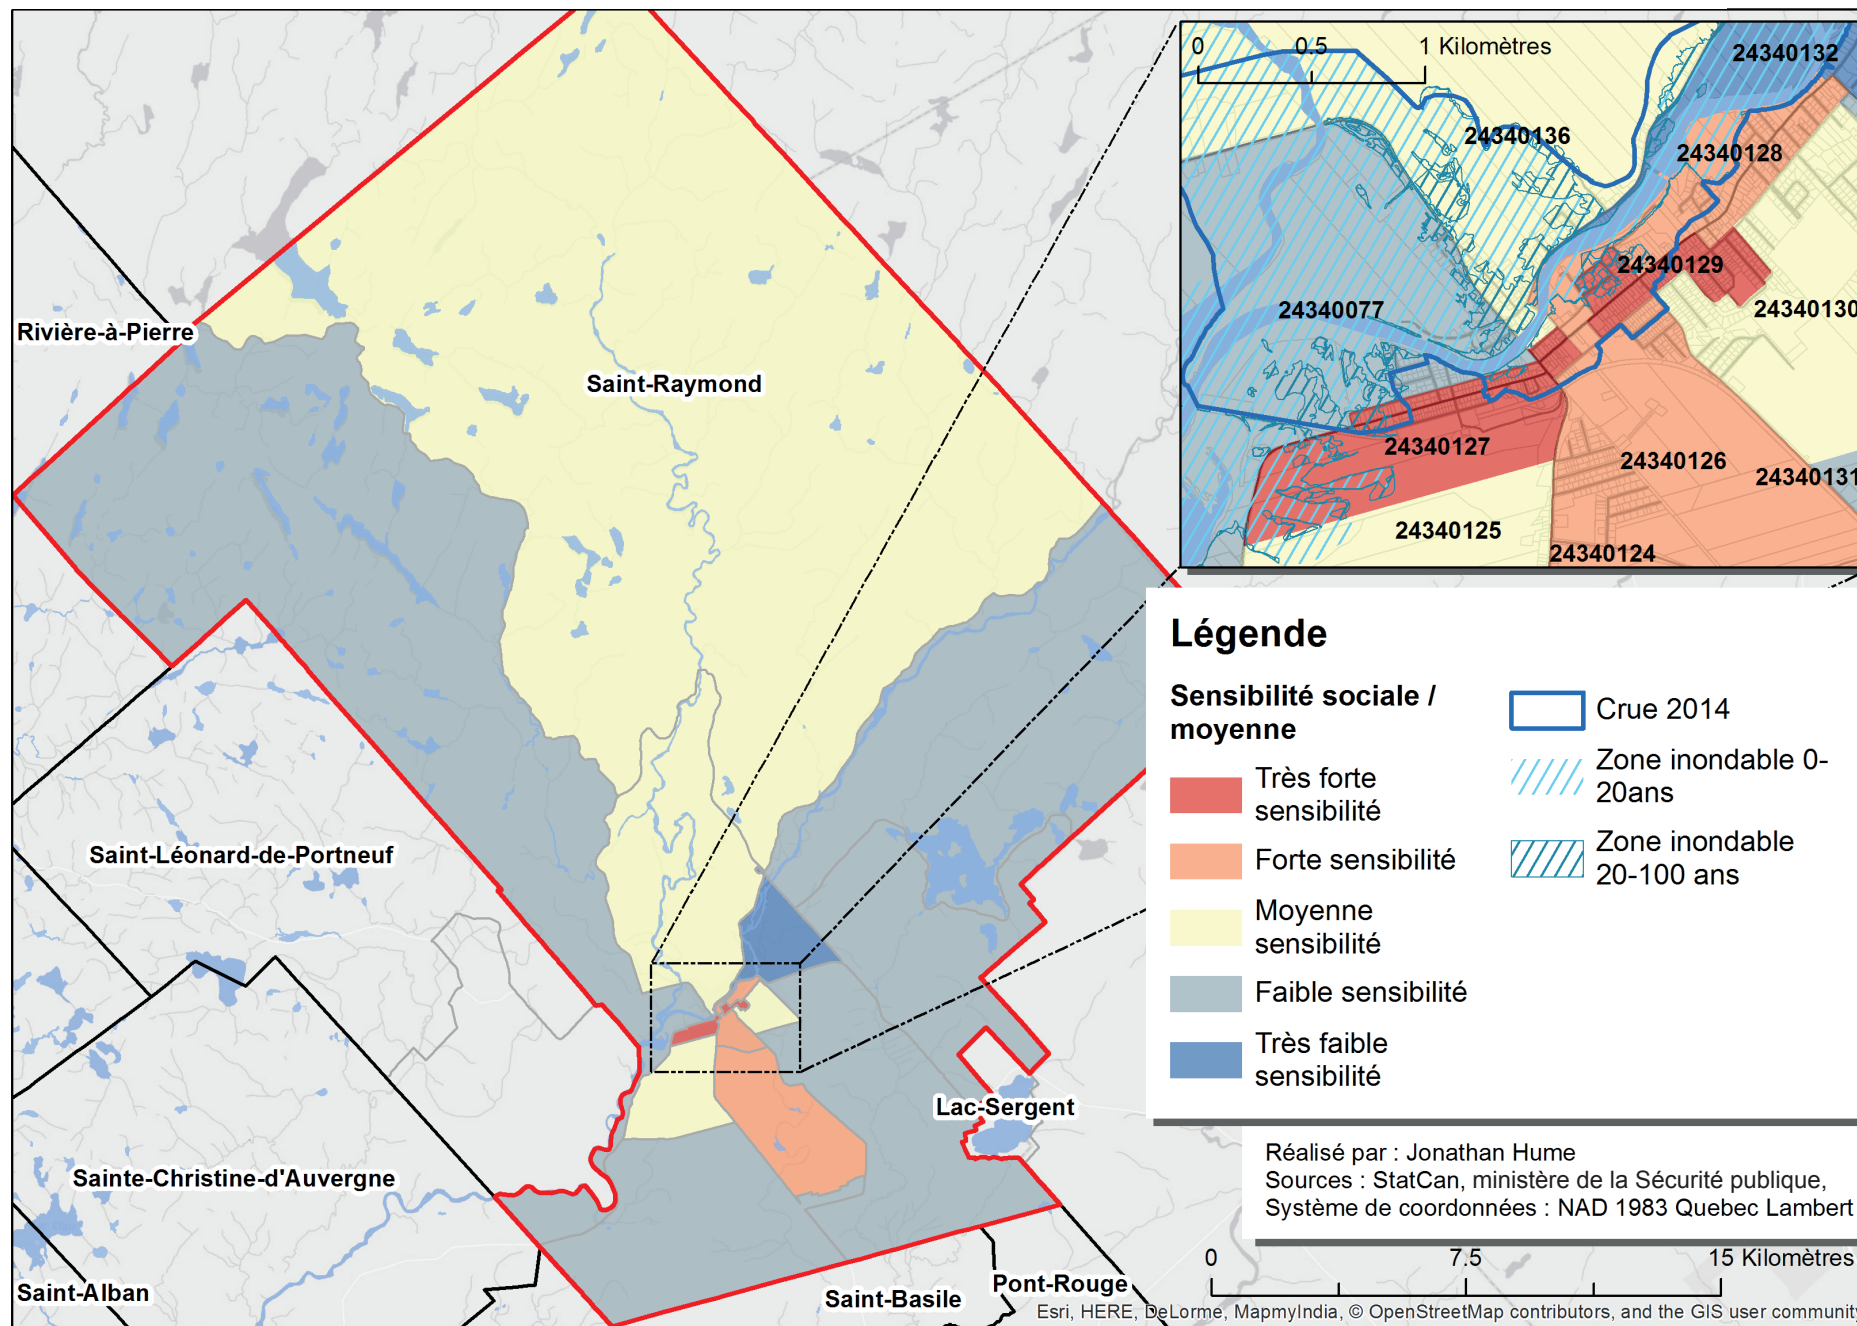 0 0.5 1 Kilomètres
24340132
24340136
24340128
24340129
24340077
24340130
24340127
24340126
24340131
24340125
24340124
Rivière-à-Pierre
Saint-Raymond
Saint-Léonard-de-Portneuf
Lac-Sergent
Sainte-Christine-d'Auvergne
Saint-Alban
Saint-Basile
Pont-Rouge
Légende
Sensibilité sociale /
moyenne
Très forte
sensibilité
Forte sensibilité
Moyenne
sensibilité
Faible sensibilité
Très faible
sensibilité
Crue 2014
Zone inondable 0-
20ans
Zone inondable
20-100 ans
Réalisé par : Jonathan Hume
Sources : StatCan, ministère de la Sécurité publique,
Système de coordonnées : NAD 1983 Quebec Lambert
0 7.5 15 Kilomètres
Esri, HERE, DeLorme, MapmyIndia, © OpenStreetMap contributors, and the GIS user community